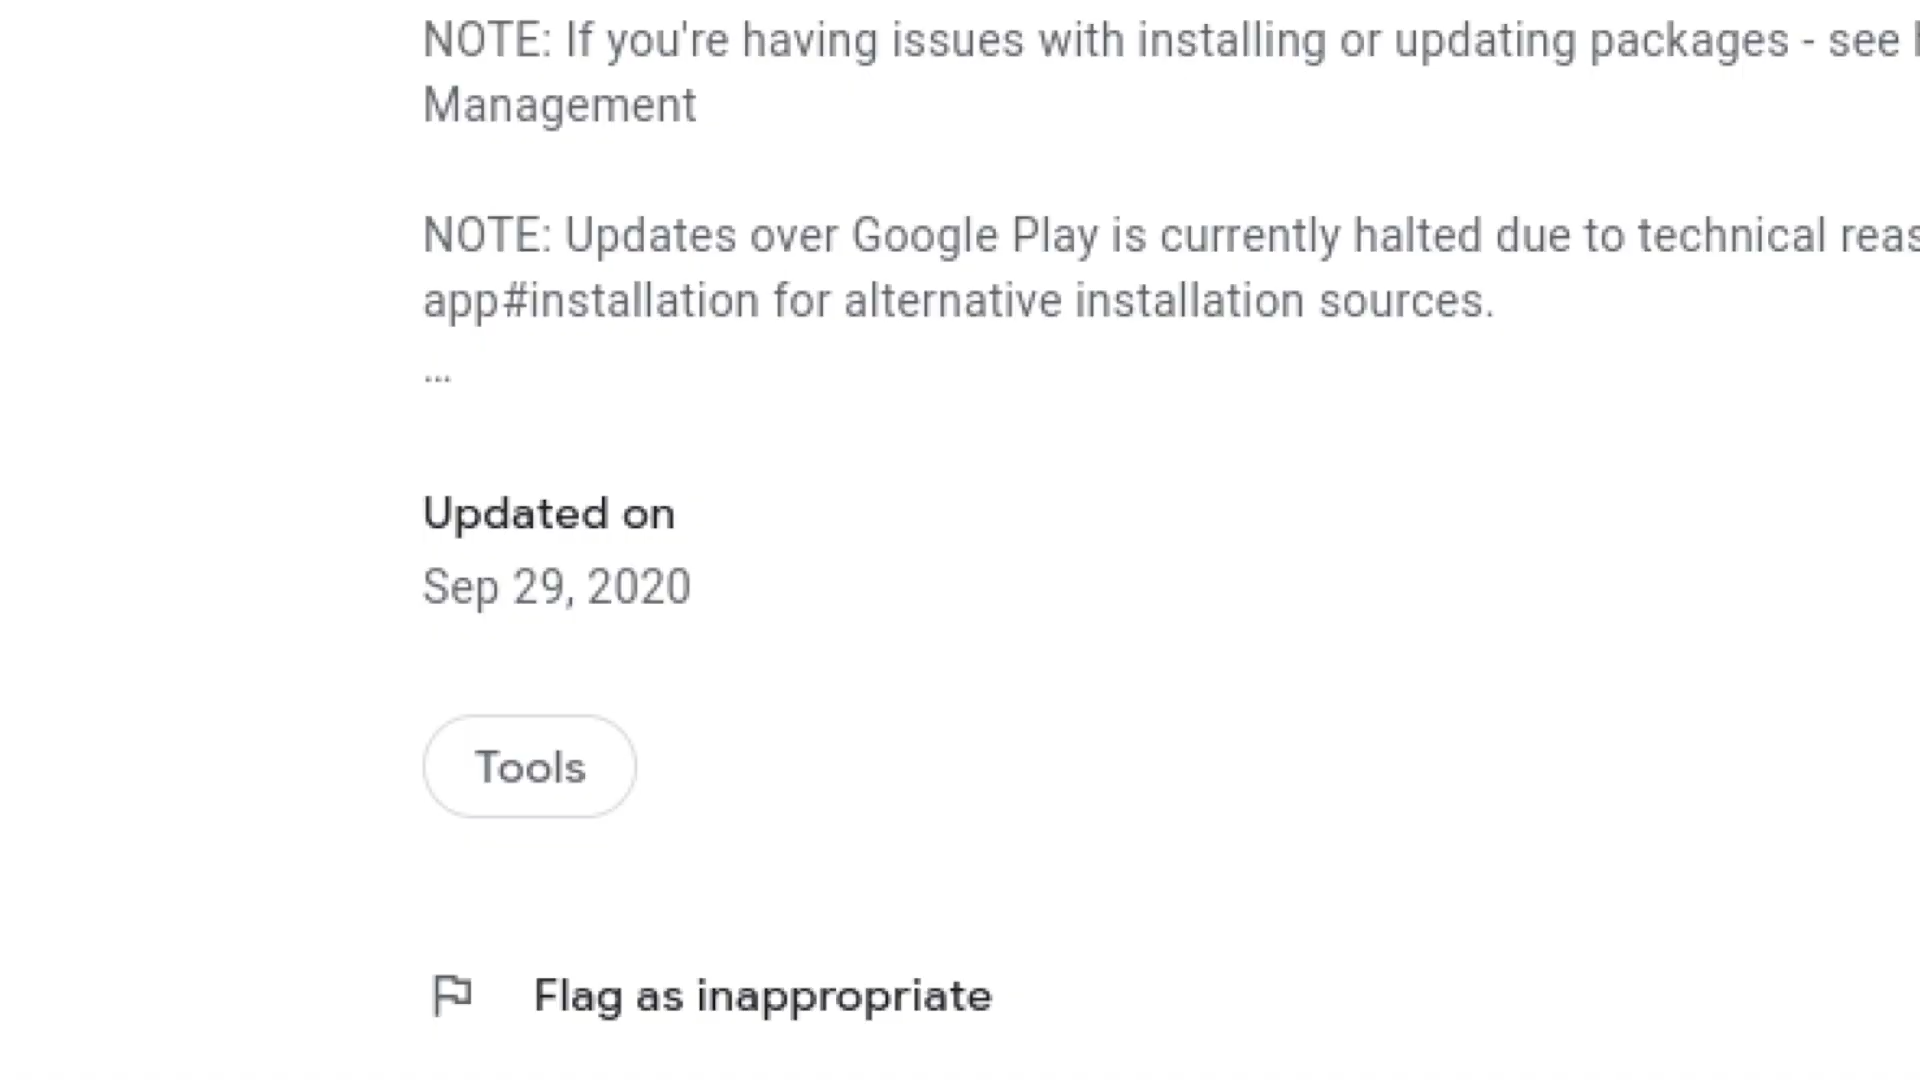 NOTE: If you're having issues with installing or updating packages - see
Management
NOTE: Updates over Google Play is currently halted due to technical
app#installation for alternative installation sources.
...
Updated on
Sep 29, 2020
Tools
Flag as inappropriate